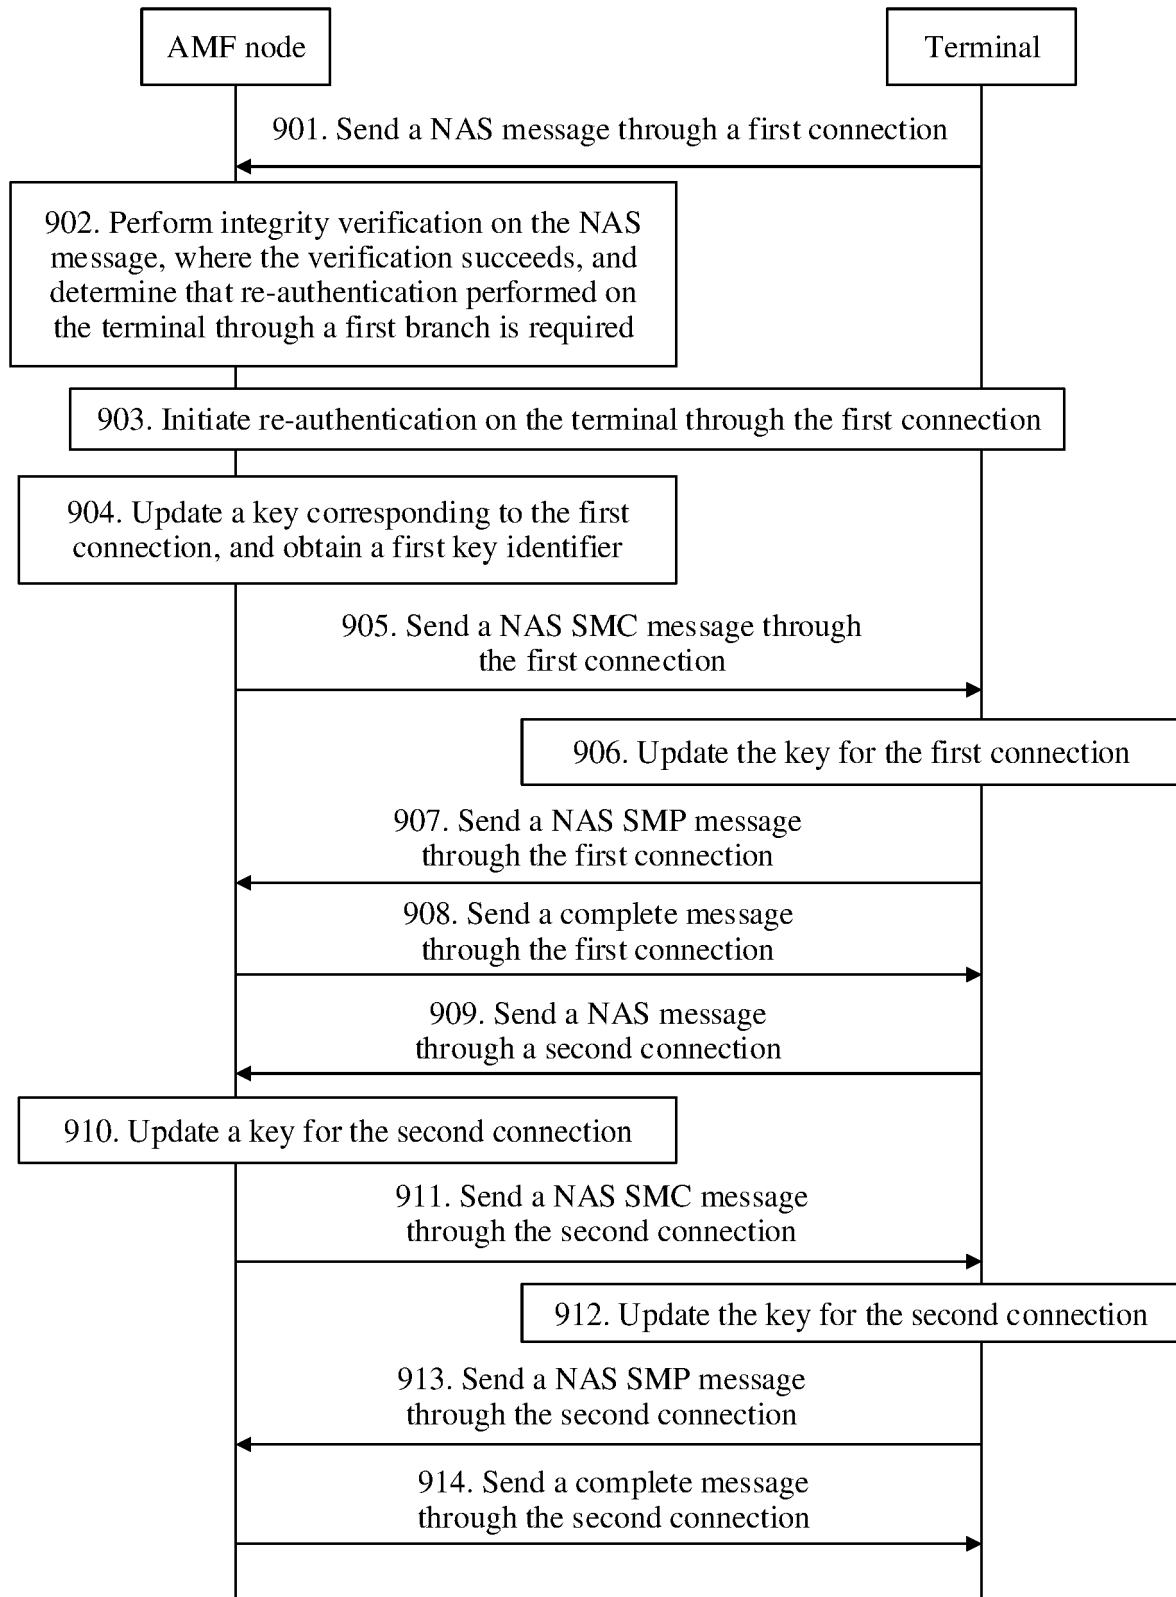 AMF node
Terminal
901. Send a NAS message through a first connection
902. Perform integrity verification on the NAS
message, where the verification succeeds, and
determine that re-authentication performed on
the terminal through a first branch is required
903. Initiate re-authentication on the terminal through the first connection
904. Update a key corresponding to the first
connection, and obtain a first key identifier
905. Send a NAS SMC message through
the first connection
906. Update the key for the first connection
907. Send a NAS SMP message
through the first connection
908. Send a complete message
through the first connection
909. Send a NAS message
through a second connection
910. Update a key for the second connection
911. Send a NAS SMC message
through the second connection
912. Update the key for the second connection
913. Send a NAS SMP message
through the second connection
914. Send a complete message
through the second connection